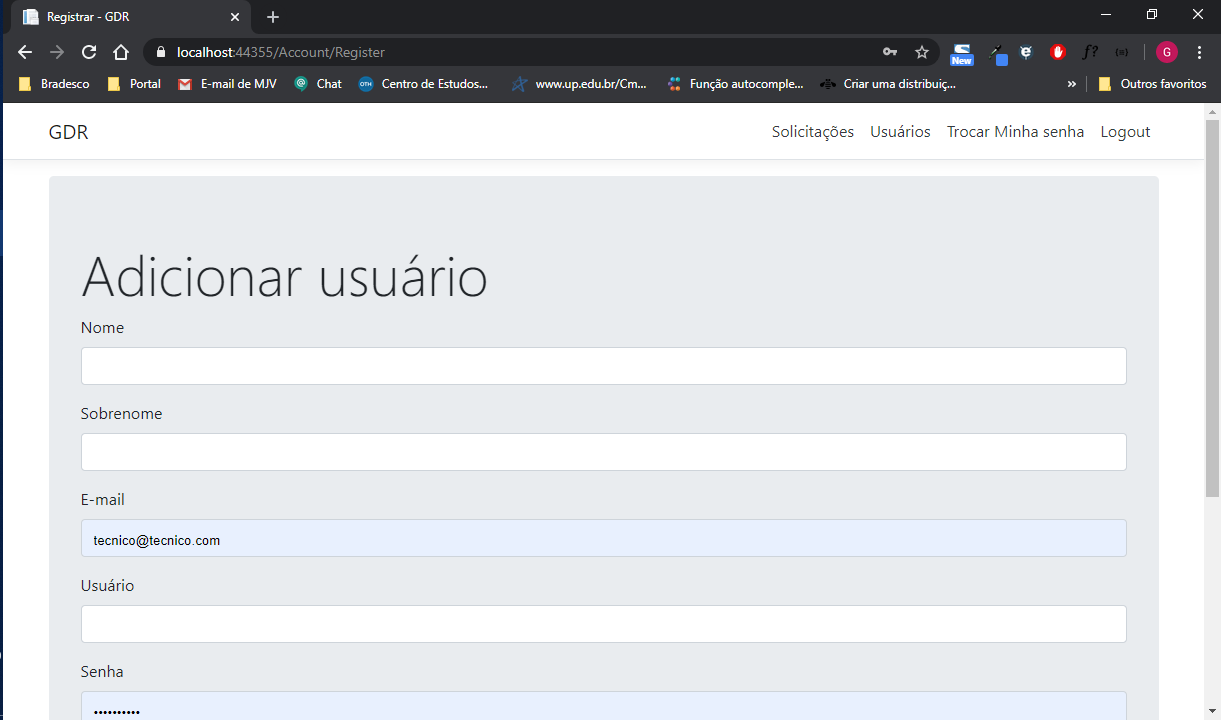 Registrar - GDR
localhost:44355/Account/Register
New
f?
G
Bradesco
Portal
E-mail de MJV
Chat
OTH
Centro de Estudos...
www.up.edu.br/Cm...
Função autocomple...
Criar uma distribuiç...
»
Outros favoritos
GDR
Solicitações Usuários Trocar Minha senha Logout
Adicionar usuário
Nome
Sobrenome
E-mail
tecnico@tecnico.com
Usuário
Senha
••••••••••